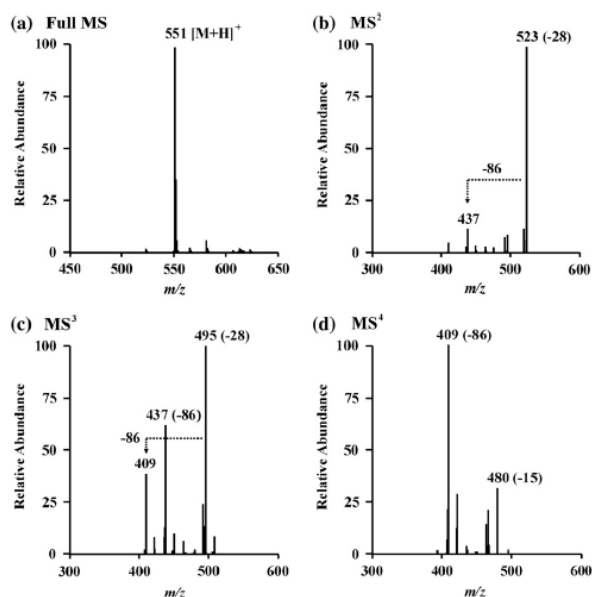 (a) Full MS
551 [M+H]+
Relative Abundance
100
75
50
25
0
450 500 550 600 650
m/z
(b) MS2
523 (-28)
-86
437
Relative Abundance
100
75
50
25
0
300 400 500 600
m/z
(c) MS3
495 (-28)
437 (-86)
-86
409
Relative Abundance
100
75
50
25
0
300 400 500 600
m/z
(d) MS4
409 (-86)
480 (-15)
Relative Abundance
100
75
50
25
0
300 400 500 600
m/z